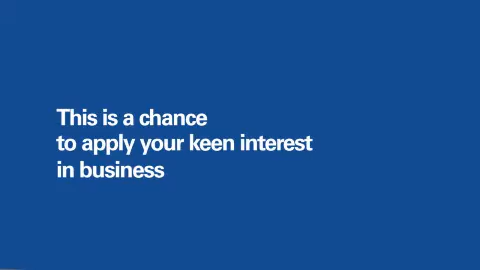 This is a chance
to apply your keen interest
in business